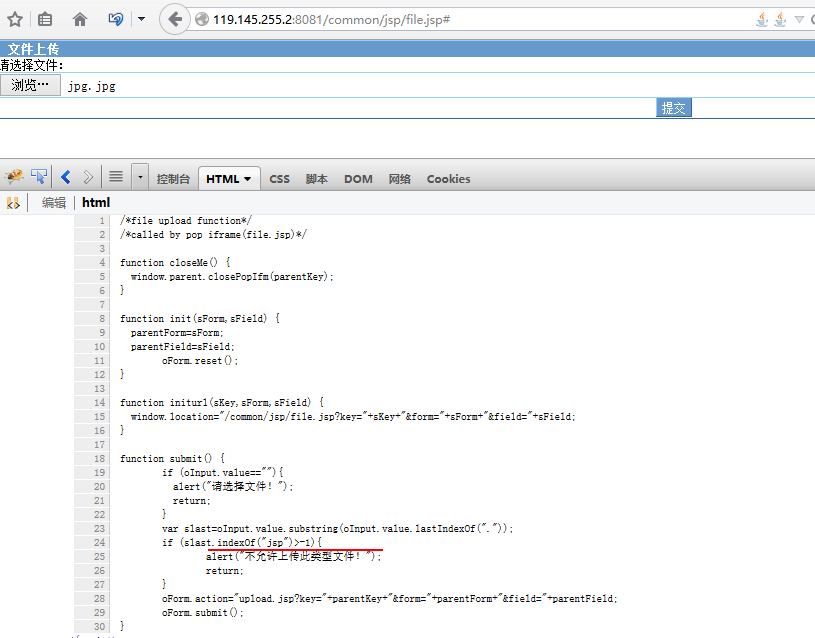 119.145.255.2:8081/common/jsp/file.jsp#
文件上传
请选择文件:
浏览… jpg.jpg
提交
控制台 HTML CSS 脚本 DOM 网络 Cookies
编辑 html
1 /*file upload function*/
2 /*called by pop iframe(file.jsp)*/
3
4 function closeMe() {
5 window.parent.closePopIfm(parentKey);
6 }
7
8 function init(sForm,sField) {
9 parentForm=sForm;
10 parentField=sField;
11 oForm.reset();
12 }
13
14 function initurl(sKey,sForm,sField) {
15 window.location="/common/jsp/file.jsp?key="+sKey+"&form="+sForm+"&field="+sField;
16 }
17
18 function submit() {
19 if (oInput.value==""){
20 alert("请选择文件!");
21 return;
22 }
23 var slast=oInput.value.substring(oInput.value.lastIndexOf("."));
24 if (slast.indexOf("jsp")>-1){
25 alert("不允许上传此类型文件!");
26 return;
27 }
28 oForm.action="upload.jsp?key="+parentKey+"&form="+parentForm+"&field="+parentField;
29 oForm.submit();
30 }